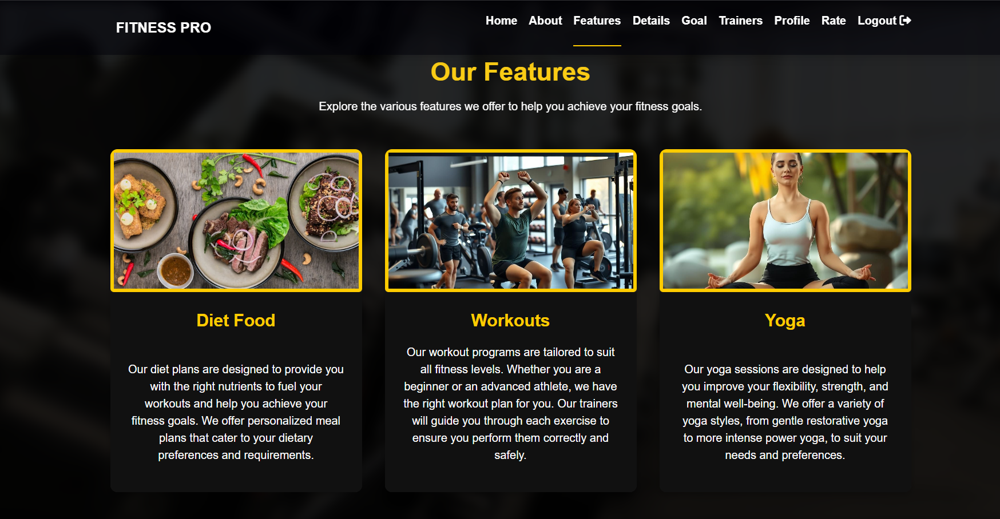 FITNESS PRO
Home About Features Details Goal Trainers Profile Rate Logout
Our Features
Explore the various features we offer to help you achieve your fitness goals.
Diet Food
Our diet plans are designed to provide you
with the right nutrients to fuel your
workouts and help you achieve your
fitness goals. We offer personalized meal
plans that cater to your dietary
preferences and requirements.
Workouts
Our workout programs are tailored to suit
all fitness levels. Whether you are a
beginner or an advanced athlete, we have
the right workout plan for you. Our trainers
will guide you through each exercise to
ensure you perform them correctly and
safely.
Yoga
Our yoga sessions are designed to help
you improve your flexibility, strength, and
mental well-being. We offer a variety of
yoga styles, from gentle restorative yoga
to more intense power yoga, to suit your
needs and preferences.